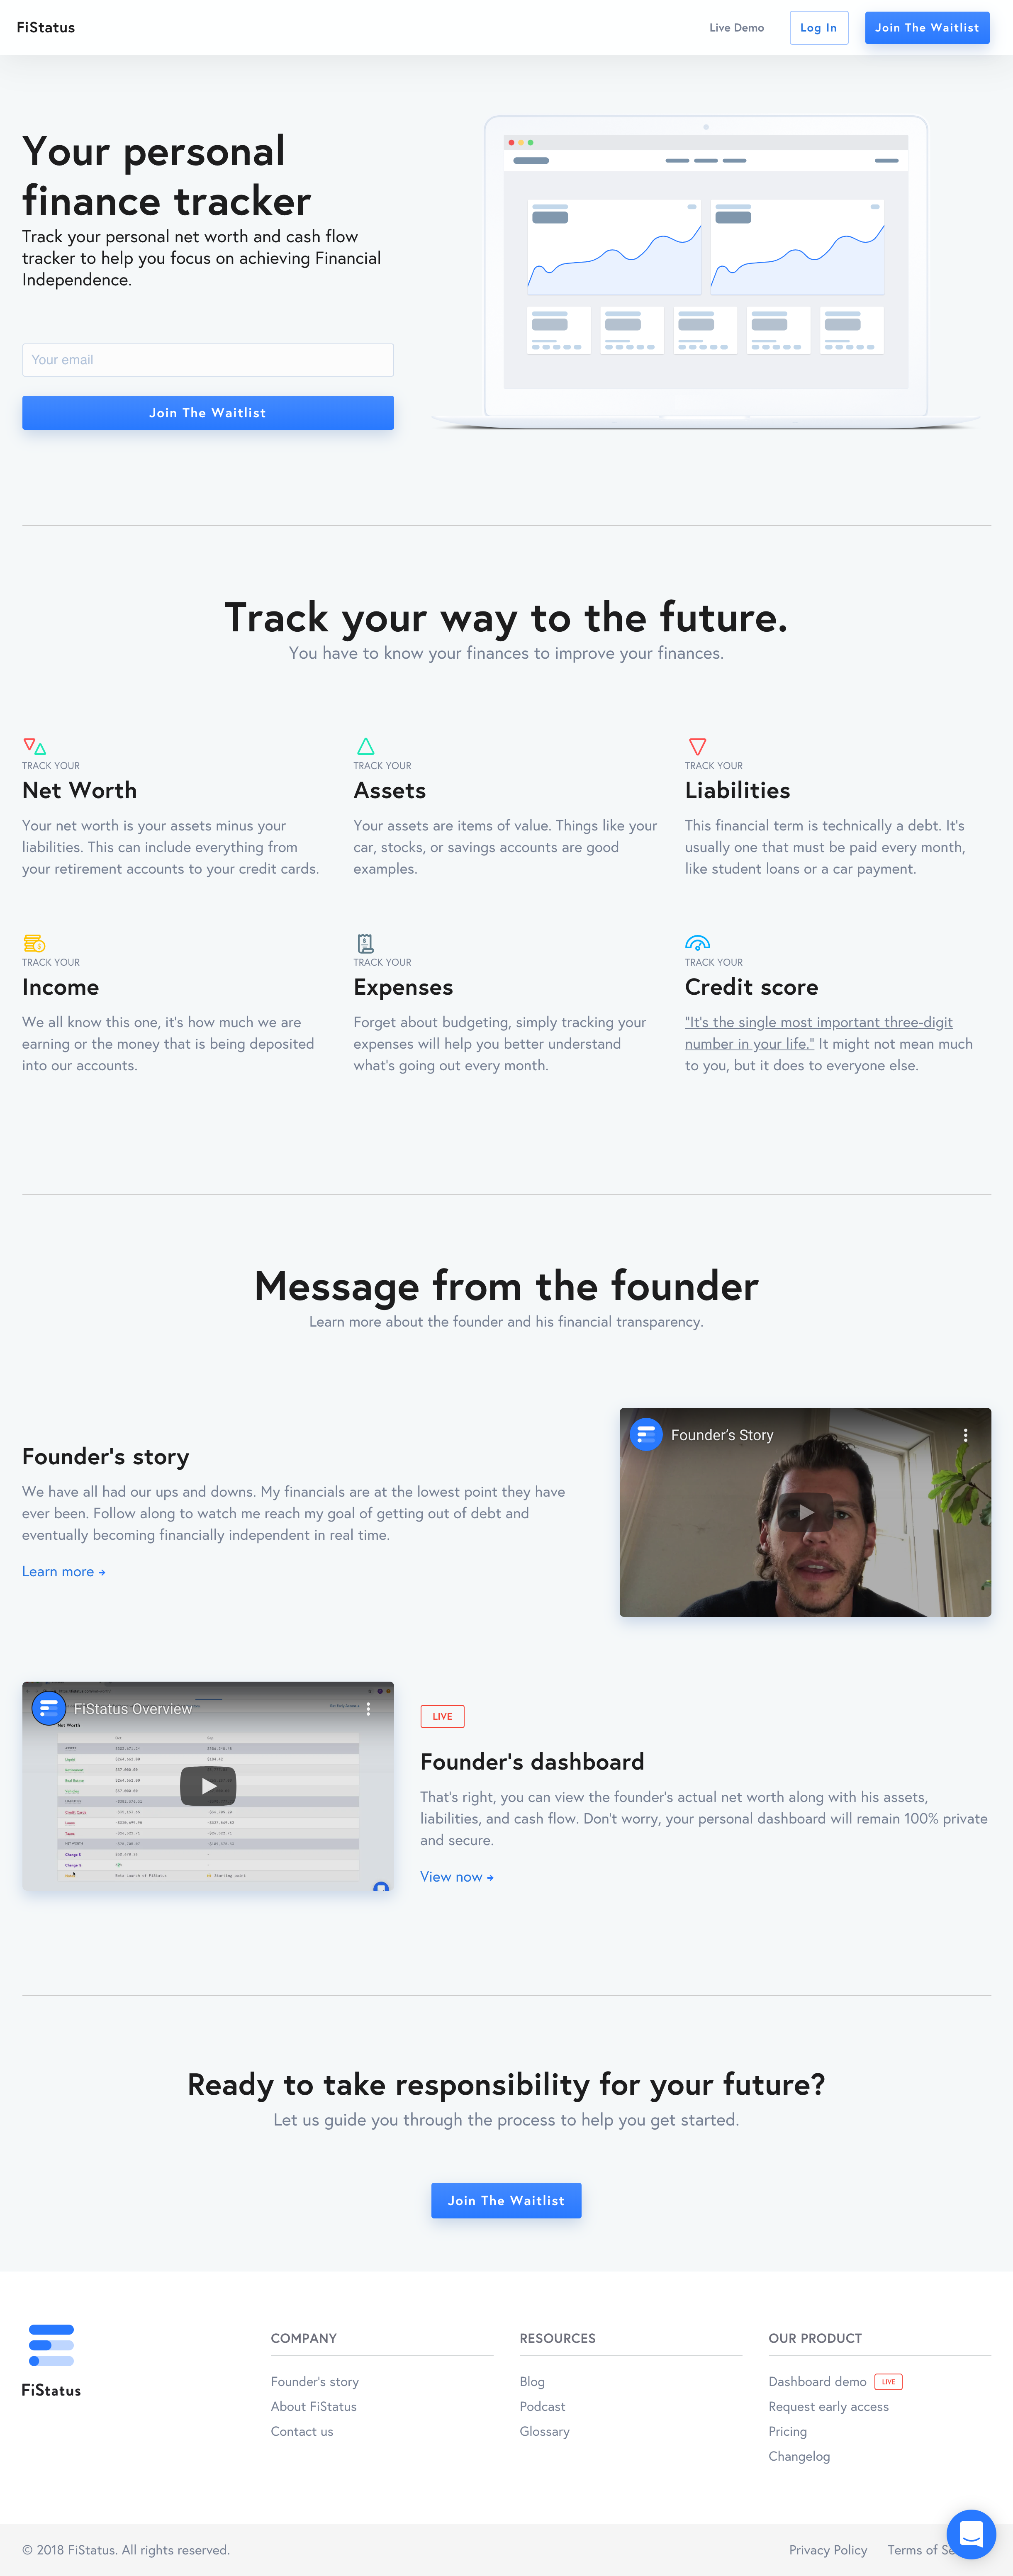 FiStatus
Live Demo
Log In
Join The Waitlist
Your personal
finance tracker
Track your personal net worth and cash flow
tracker to help you focus on achieving Financial
Independence.
Your email
Join The Waitlist
Track your way to the future.
You have to know your finances to improve your finances.
TRACK YOUR
Net Worth
Your net worth is your assets minus your
liabilities. This can include everything from
your retirement accounts to your credit cards.
TRACK YOUR
Assets
Your assets are items of value. Things like your
car, stocks, or savings accounts are good
examples.
TRACK YOUR
Liabilities
This financial term is technically a debt. It's
usually one that must be paid every month,
like student loans or a car payment.
TRACK YOUR
Income
We all know this one, it's how much we are
earning or the money that is being deposited
into our accounts.
TRACK YOUR
Expenses
Forget about budgeting, simply tracking your
expenses will help you better understand
what's going out every month.
TRACK YOUR
Credit score
"It's the single most important three-digit
number in your life." It might not mean much
to you, but it does to everyone else.
Message from the founder
Learn more about the founder and his financial transparency.
Founder's story
We have all had our ups and downs. My financials are at the lowest point they have
ever been. Follow along to watch me reach my goal of getting out of debt and
eventually becoming financially independent in real time.
Learn more →
Founder's Story
FiStatus Overview
Net Worth
LIVE
Founder's dashboard
That's right, you can view the founder's actual net worth along with his assets,
liabilities, and cash flow. Don't worry, your personal dashboard will remain 100% private
and secure.
View now →
Ready to take responsibility for your future?
Let us guide you through the process to help you get started.
Join The Waitlist
FiStatus
COMPANY
Founder's story
About FiStatus
Contact us
RESOURCES
Blog
Podcast
Glossary
OUR PRODUCT
Dashboard demo LIVE
Request early access
Pricing
Changelog
© 2018 FiStatus. All rights reserved.
Privacy Policy
Terms of Se